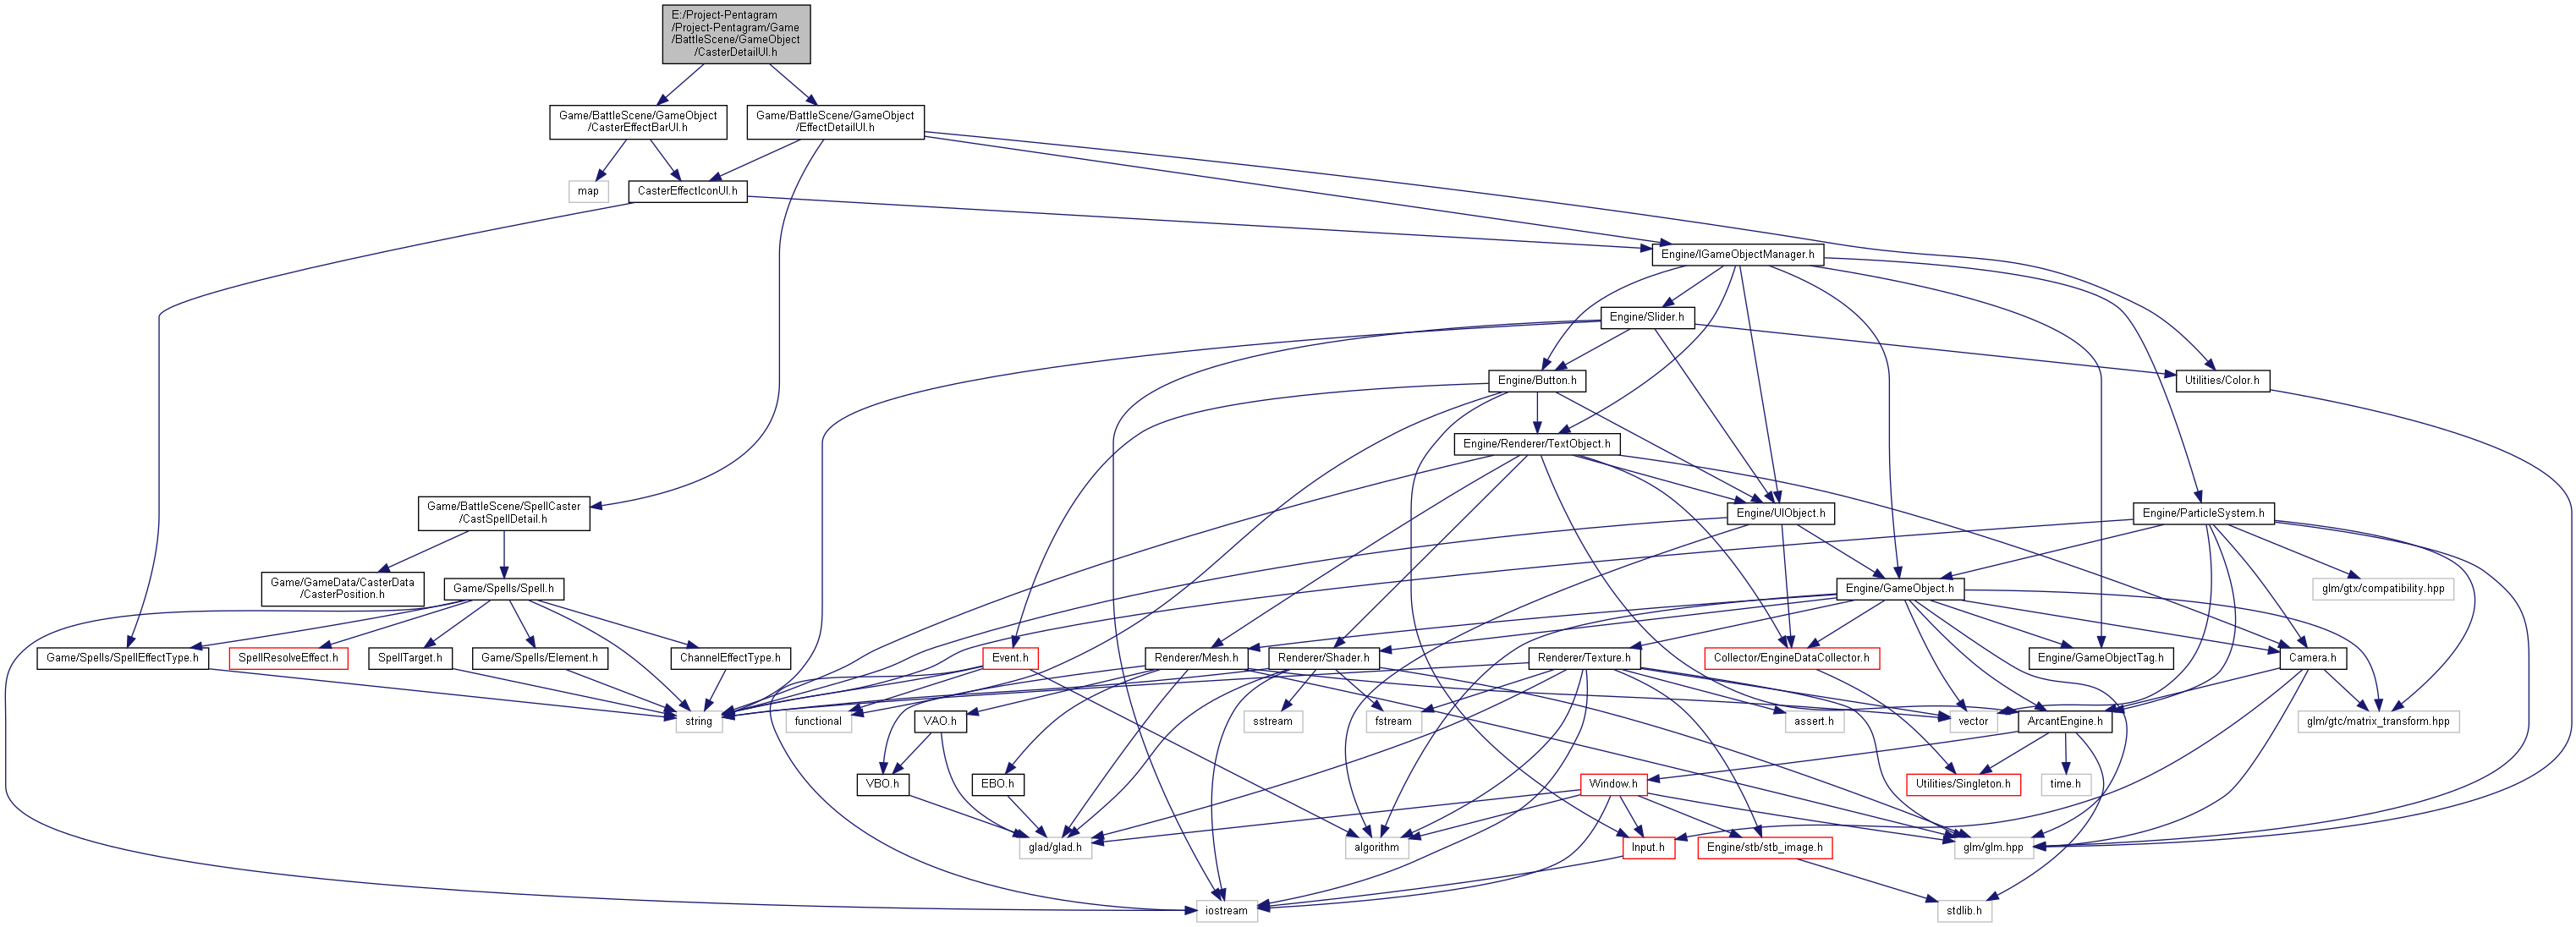 E:/Project-Pentagram
/Project-Pentagram/Game
/BattleScene/GameObject
/CasterDetailUI.h
Game/BattleScene/GameObject
/CasterEffectBarUI.h
Game/BattleScene/GameObject
/EffectDetailUI.h
map
CasterEffectIconUI.h
Engine/IGameObjectManager.h
Engine/Slider.h
Engine/Button.h
Utilities/Color.h
Engine/Renderer/TextObject.h
Game/BattleScene/SpellCaster
/CastSpellDetail.h
Engine/UIObject.h
Engine/ParticleSystem.h
Game/GameData/CasterData
/CasterPosition.h
Game/Spells/Spell.h
Engine/GameObject.h
glm/gtx/compatibility.hpp
Game/Spells/SpellEffectType.h
SpellResolveEffect.h
SpellTarget.h
Game/Spells/Element.h
ChannelEffectType.h
Event.h
Renderer/Mesh.h
Renderer/Shader.h
Renderer/Texture.h
Collector/EngineDataCollector.h
Engine/GameObjectTag.h
Camera.h
string
functional
VAO.h
sstream
fstream
assert.h
vector
ArcantEngine.h
glm/gtc/matrix_transform.hpp
VBO.h
EBO.h
Window.h
Utilities/Singleton.h
time.h
glad/glad.h
algorithm
Input.h
Engine/stb/stb_image.h
glm/glm.hpp
iostream
stdlib.h